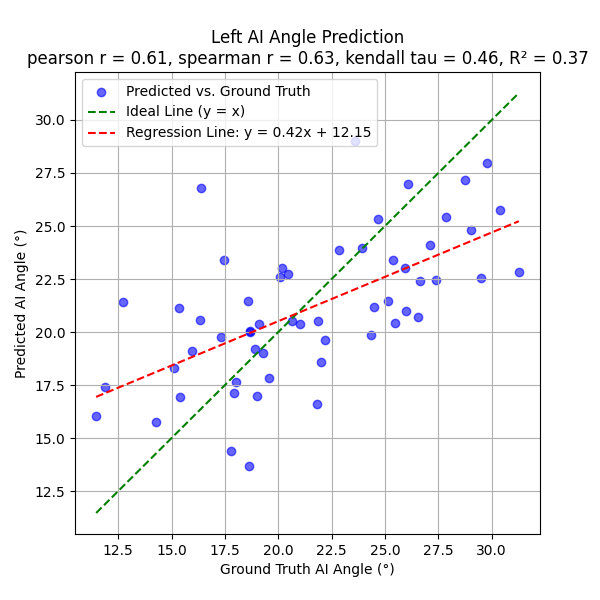 Left AI Angle Prediction
pearson r = 0.61, spearman r = 0.63, kendall tau = 0.46, R² = 0.37
Predicted vs. Ground Truth
Ideal Line (y = x)
Regression Line: y = 0.42x + 12.15
Predicted AI Angle (°)
30.0
27.5
25.0
22.5
20.0
17.5
15.0
12.5
12.5 15.0 17.5 20.0 22.5 25.0 27.5 30.0
Ground Truth AI Angle (°)